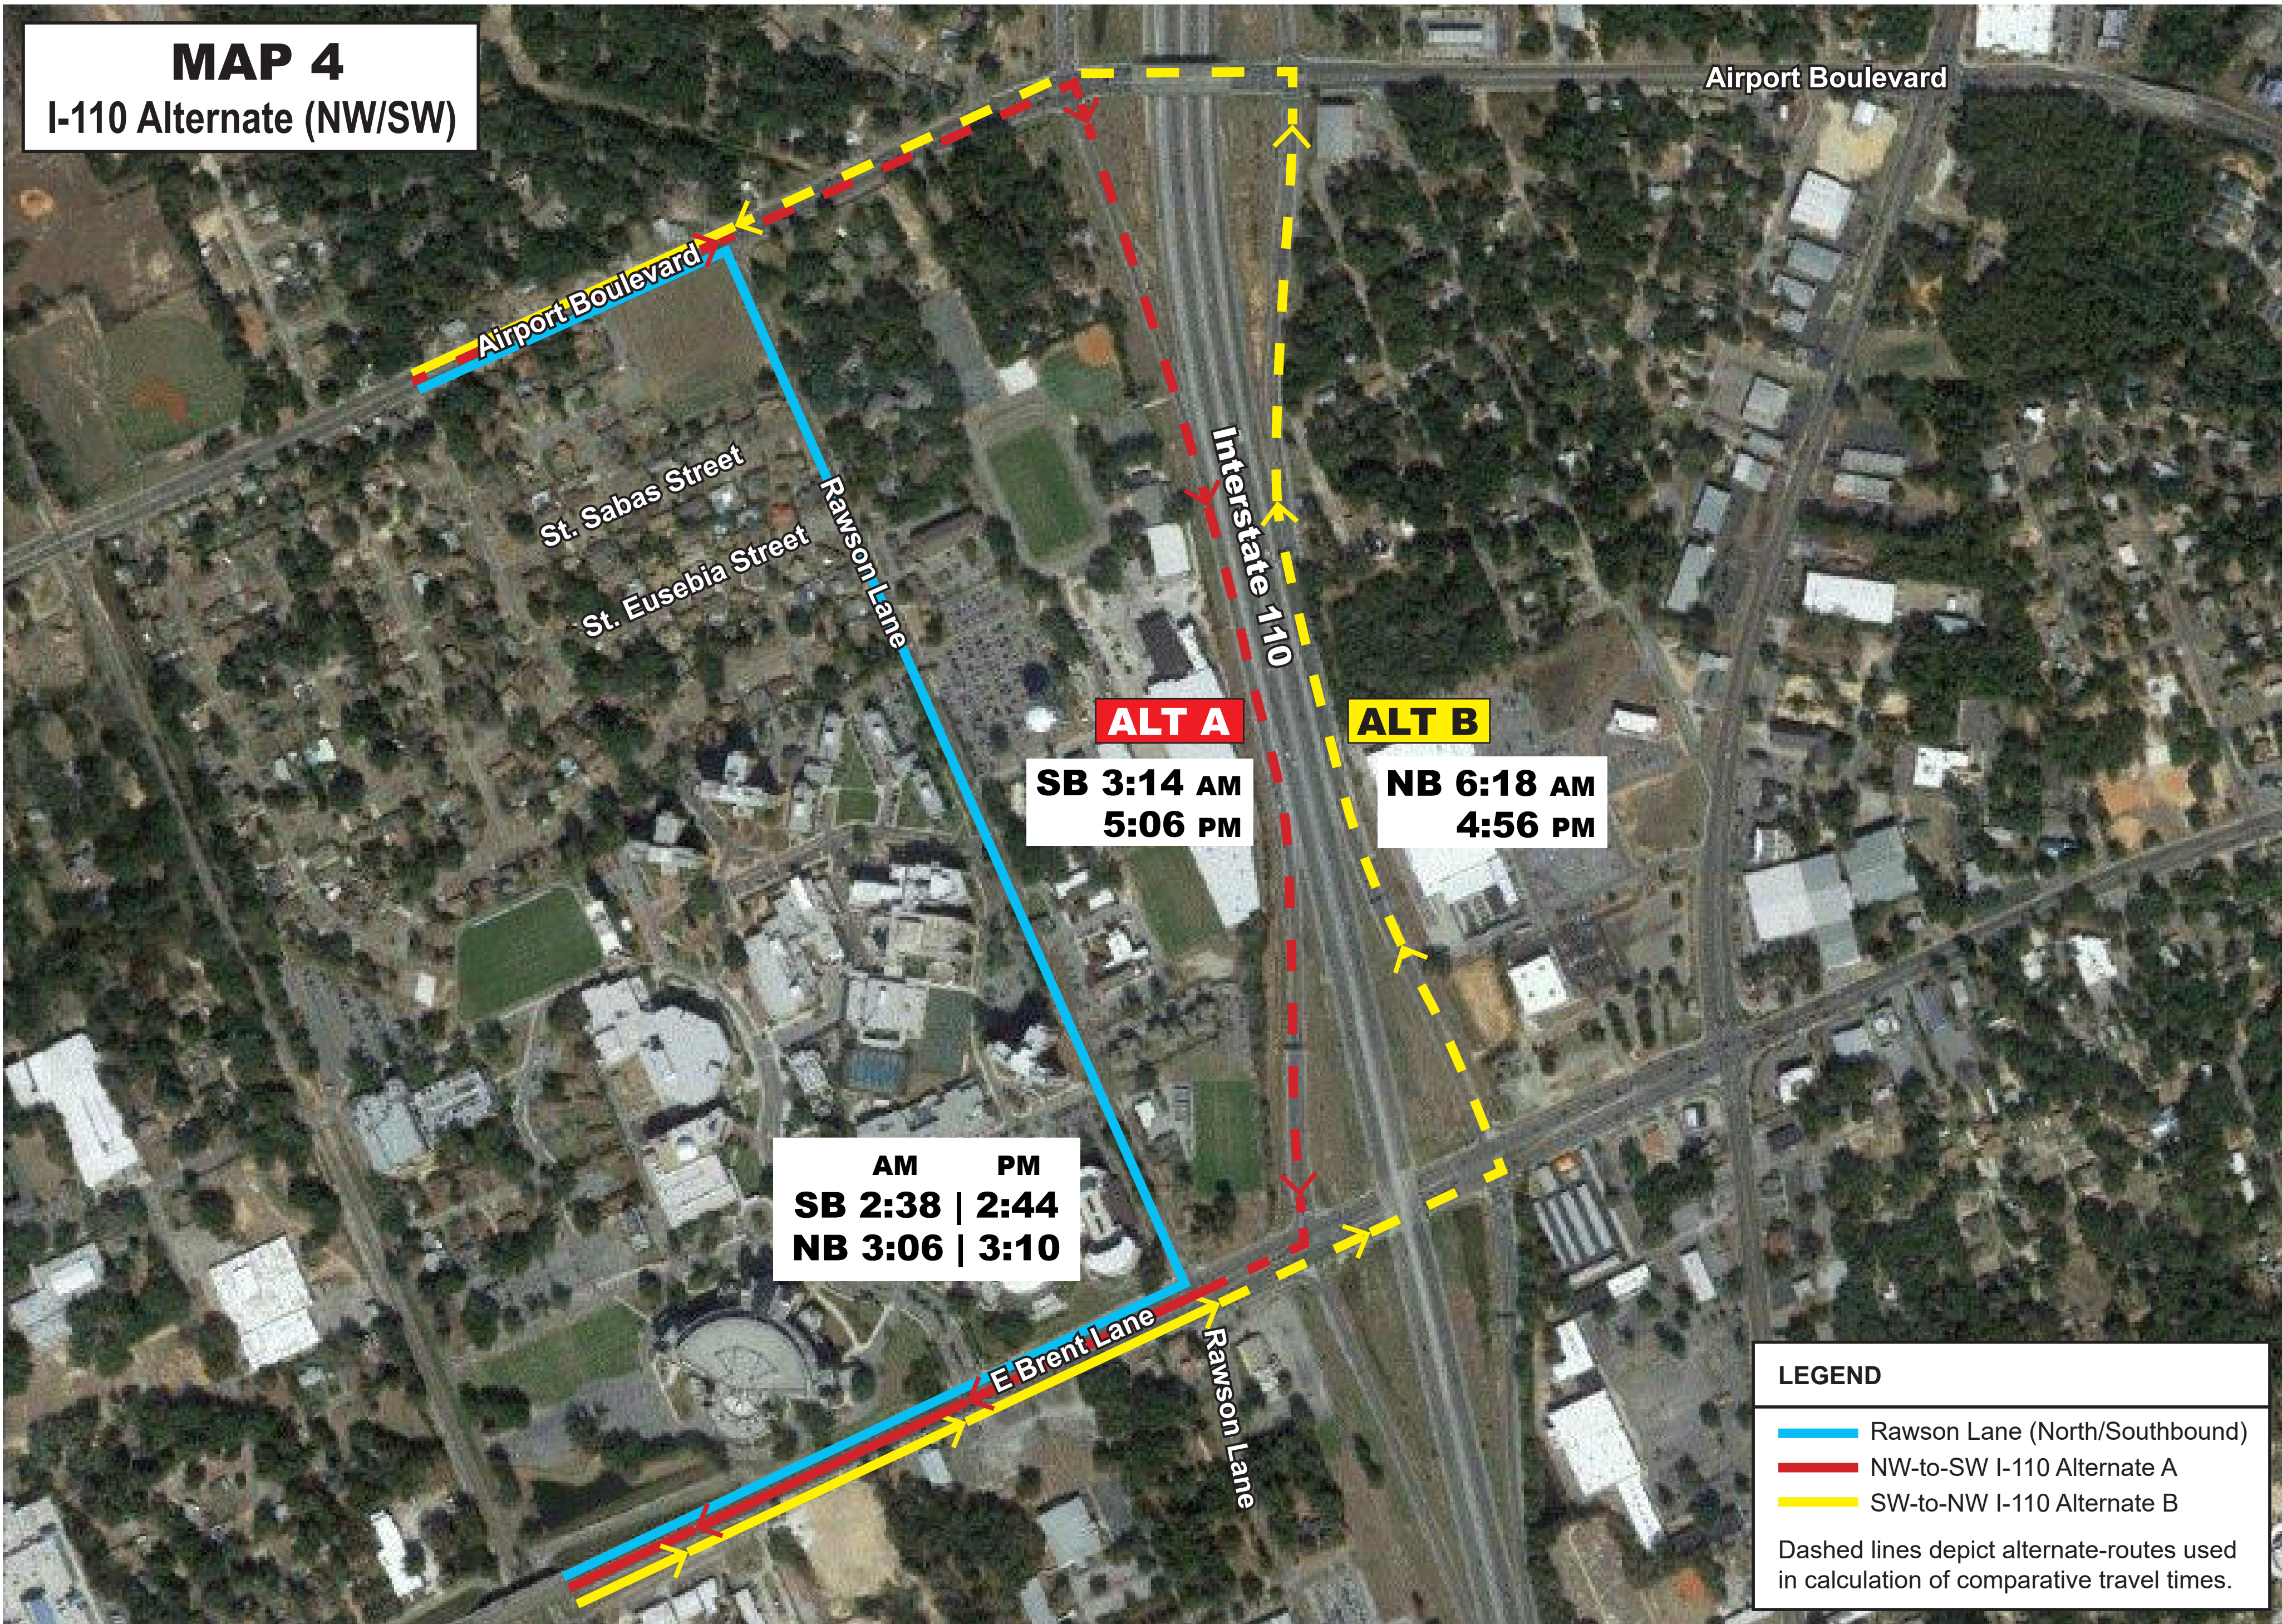 MAP 4
I-110 Alternate (NW/SW)
Airport Boulevard
Airport Boulevard
St. Sabas Street
St. Eusebia Street
Rawson Lane
Interstate 110
ALT A
SB 3:14 AM
5:06 PM
ALT B
NB 6:18 AM
4:56 PM
AM PM
SB 2:38 | 2:44
NB 3:06 | 3:10
E Brent Lane
Rawson Lane
LEGEND
Rawson Lane (North/Southbound)
NW-to-SW I-110 Alternate A
SW-to-NW I-110 Alternate B
Dashed lines depict alternate-routes used
in calculation of comparative travel times.